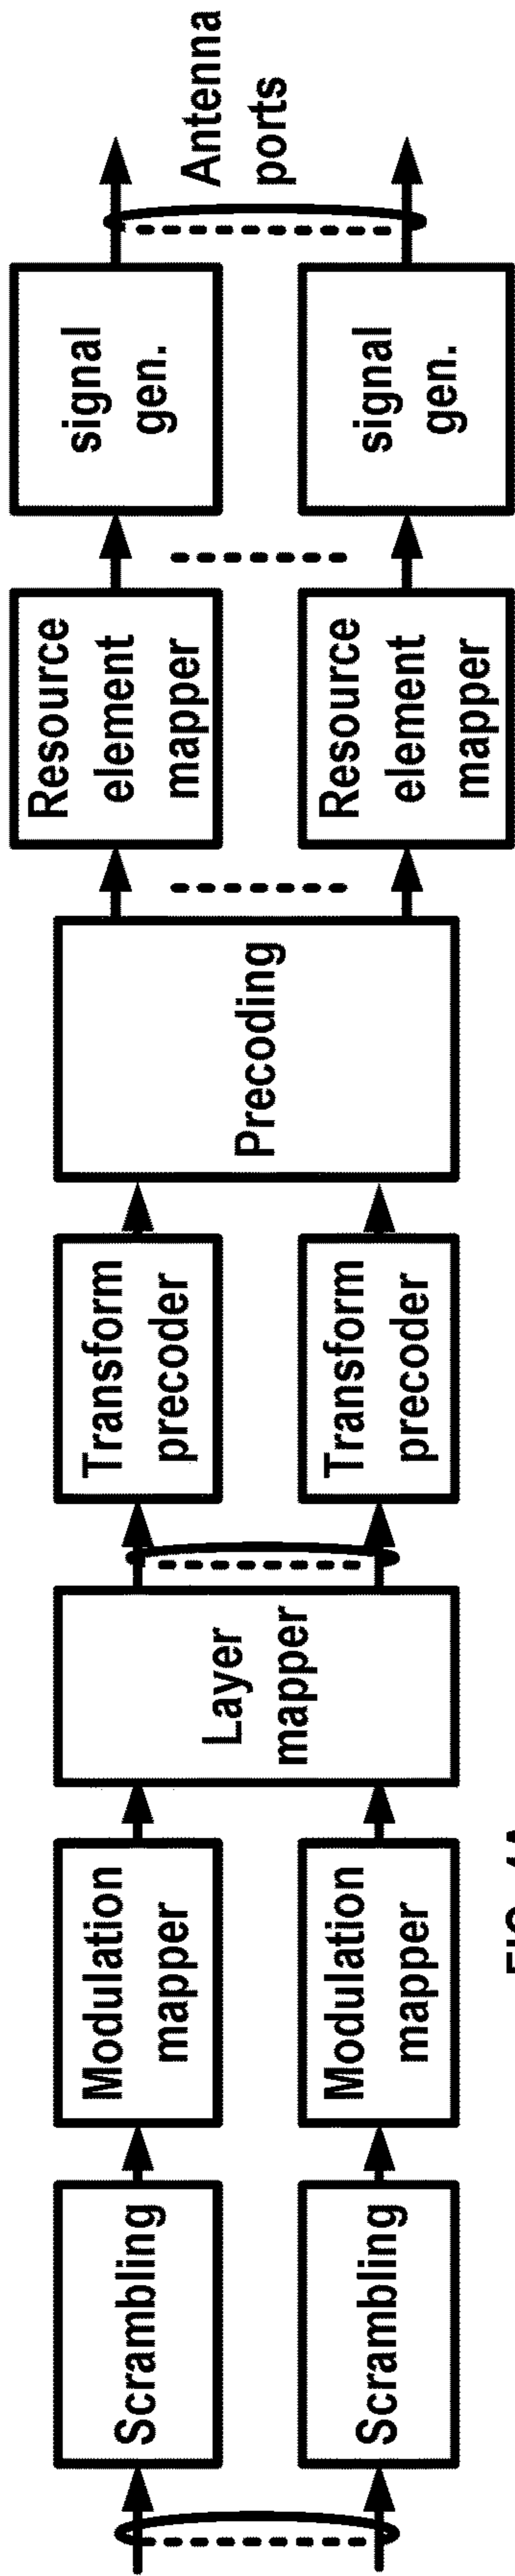 Scrambling
Modulation
mapper
Layer
mapper
Transform
precoder
Precoding
Resource
element
mapper
signal
gen.
Antenna
ports
Scrambling
Modulation
mapper
Transform
precoder
Resource
element
mapper
signal
gen.